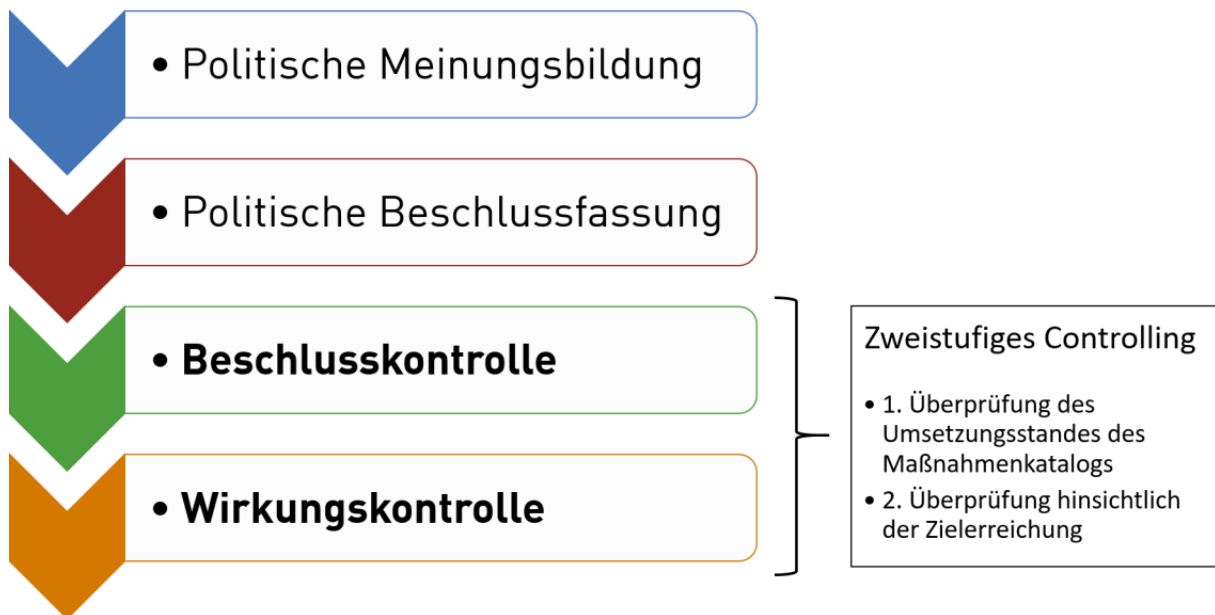 • Politische Meinungsbildung
• Politische Beschlussfassung
• Beschlusskontrolle
• Wirkungskontrolle
Zweistufiges Controlling
• 1. Überprüfung des
Umsetzungsstandes des
Maßnahmenkatalogs
• 2. Überprüfung hinsichtlich
der Zielerreichung